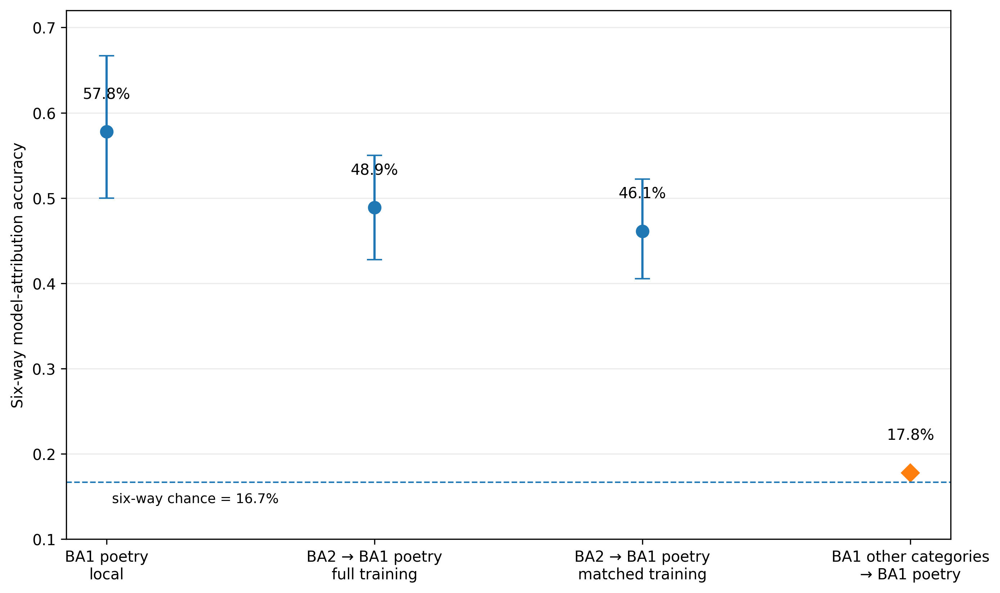 Six-way model-attribution accuracy
0.7
0.6
0.5
0.4
0.3
0.2
0.1
57.8%
48.9%
46.1%
17.8%
six-way chance = 16.7%
BA1 poetry
local
BA2 → BA1 poetry
full training
BA2 → BA1 poetry
matched training
BA1 other categories
→ BA1 poetry